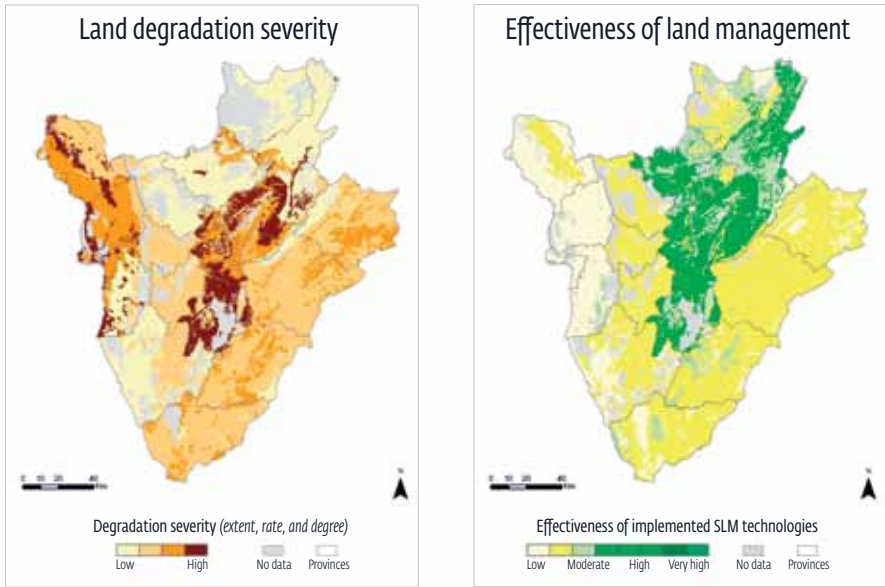 Land degradation severity
0 10 20 40
N
Degradation severity (extent, rate, and degree)
Low High No data Provinces
Effectiveness of land management
0 10 20 40
N
Effectiveness of implemented SLM technologies
Low Moderate High Very high No data Provinces